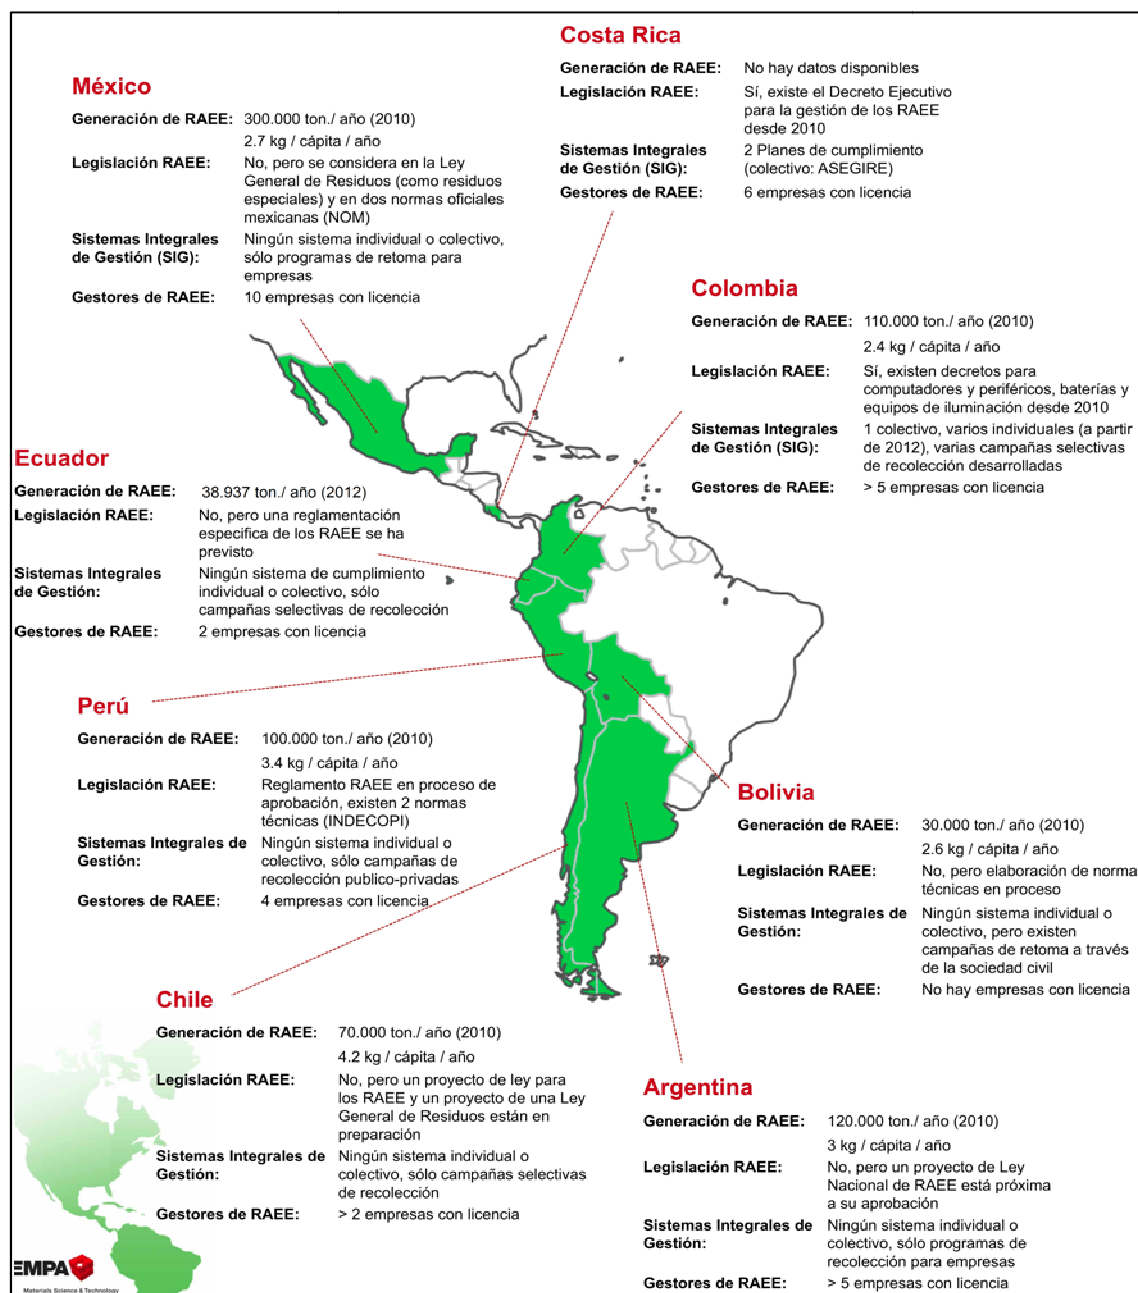 Costa Rica
Generación de RAEE: No hay datos disponibles
Legislación RAEE: Sí, existe el Decreto Ejecutivo
para la gestión de los RAEE
desde 2010
Sistemas Integrales 2 Planes de cumplimiento
de Gestión (SIG): (colectivo: ASEGIRE)
Gestores de RAEE: 6 empresas con licencia
México
Generación de RAEE: 300.000 ton./ año (2010)
2.7 kg / cápita / año
Legislación RAEE: No, pero se considera en la Ley
General de Residuos (como residuos
especiales) y en dos normas oficiales
mexicanas (NOM)
Sistemas Integrales Ningún sistema individual o colectivo,
de Gestión (SIG): sólo programas de retoma para
empresas
Gestores de RAEE: 10 empresas con licencia
Colombia
Generación de RAEE: 110.000 ton./ año (2010)
2.4 kg / cápita / año
Legislación RAEE: Sí, existen decretos para
computadores y periféricos, baterías y
equipos de iluminación desde 2010
Sistemas Integrales 1 colectivo, varios individuales (a partir
de Gestión (SIG): de 2012), varias campañas selectivas
de recolección desarrolladas
Gestores de RAEE: > 5 empresas con licencia
Ecuador
Generación de RAEE: 38.937 ton./ año (2012)
Legislación RAEE: No, pero una reglamentación
especifica de los RAEE se ha
previsto
Sistemas Integrales Ningún sistema de cumplimiento
de Gestión: individual o colectivo, sólo
campañas selectivas de recolección
Gestores de RAEE: 2 empresas con licencia
Perú
Generación de RAEE: 100.000 ton./ año (2010)
3.4 kg / cápita / año
Legislación RAEE: Reglamento RAEE en proceso de
aprobación, existen 2 normas
técnicas (INDECOPI)
Sistemas Integrales de Ningún sistema individual o
Gestión: colectivo, sólo campañas de
recolección publico-privadas
Gestores de RAEE: 4 empresas con licencia
Bolivia
Generación de RAEE: 30.000 ton./ año (2010)
2.6 kg / cápita / año
Legislación RAEE: No, pero elaboración de norma
técnicas en proceso
Sistemas Integrales de Ningún sistema individual o
Gestión: colectivo, pero existen
campañas de retoma a través
de la sociedad civil
Gestores de RAEE: No hay empresas con licencia
Chile
Generación de RAEE: 70.000 ton./ año (2010)
4.2 kg / cápita / año
Legislación RAEE: No, pero un proyecto de ley para
los RAEE y un proyecto de una Ley
General de Residuos están en
preparación
Sistemas Integrales de Ningún sistema individual o
Gestión: colectivo, sólo campañas selectivas
de recolección
Gestores de RAEE: > 2 empresas con licencia
Argentina
Generación de RAEE: 120.000 ton./ año (2010)
3 kg / cápita / año
Legislación RAEE: No, pero un proyecto de Ley
Nacional de RAEE está próxima
a su aprobación
Sistemas Integrales de Ningún sistema individual o
Gestión: colectivo, sólo programas de
recolección para empresas
Gestores de RAEE: > 5 empresas con licencia
EMPA
Materials Science & Technology